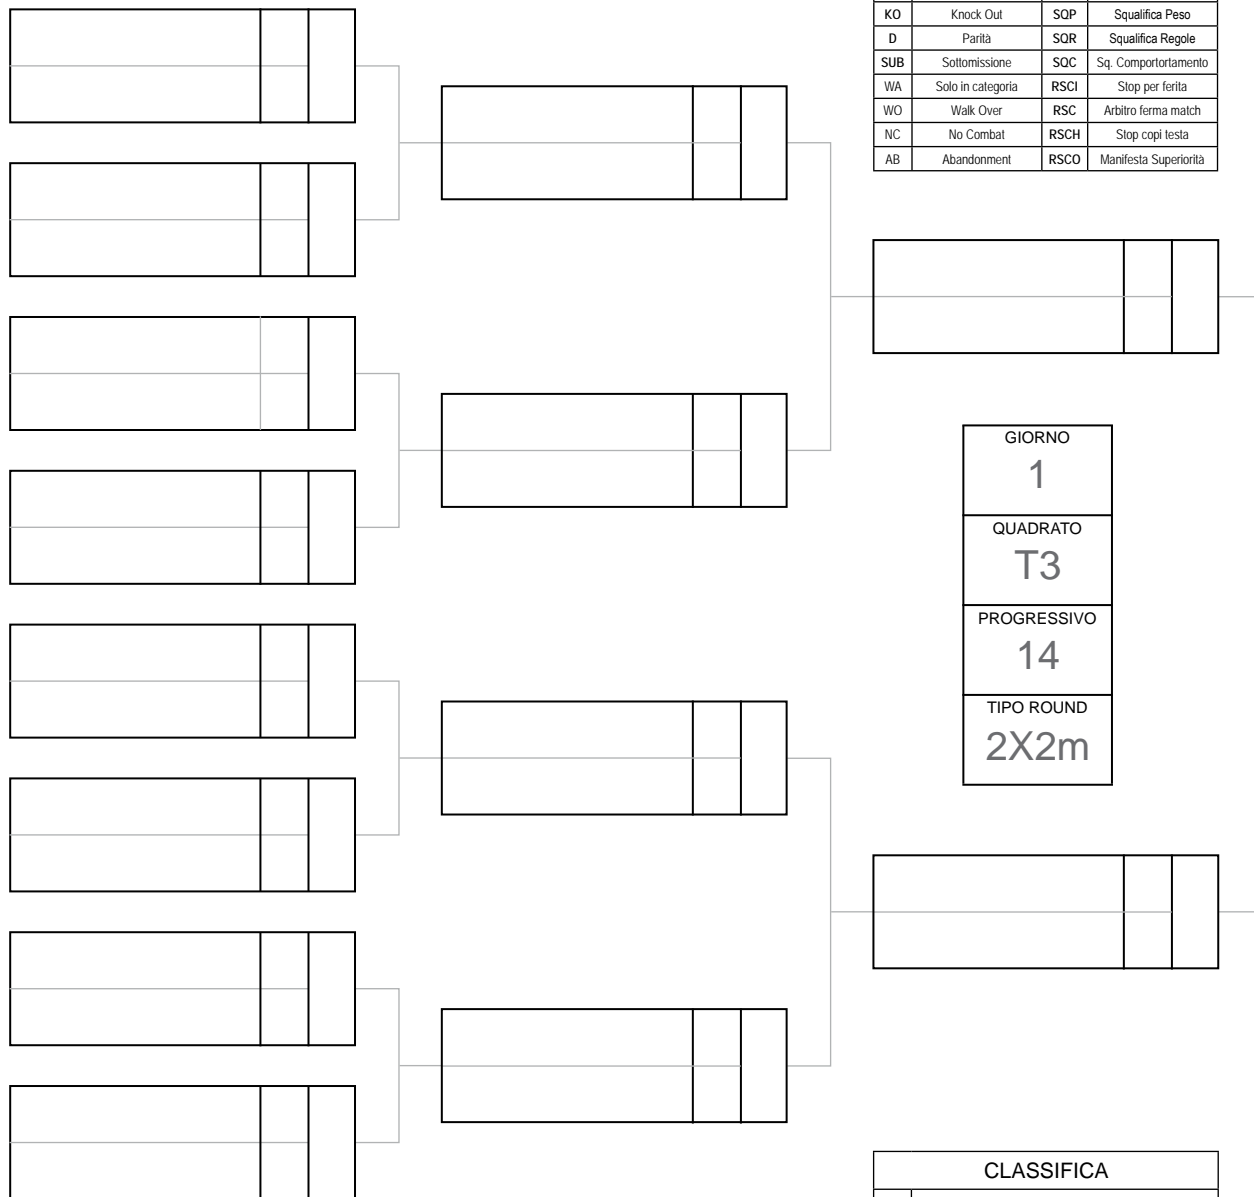 KO Knock Out SQP Squalifica Peso
D Parità SQR Squalifica Regole
SUB Sottomissione SQC Sq. Comportortamento
WA Solo in categoria RSCI Stop per ferita
WO Walk Over RSC Arbitro ferma match
NC No Combat RSCH Stop copi testa
AB Abandonment RSCO Manifesta Superiorità
GIORNO
1
QUADRATO
T3
PROGRESSIVO
14
TIPO ROUND
2X2m
CLASSIFICA